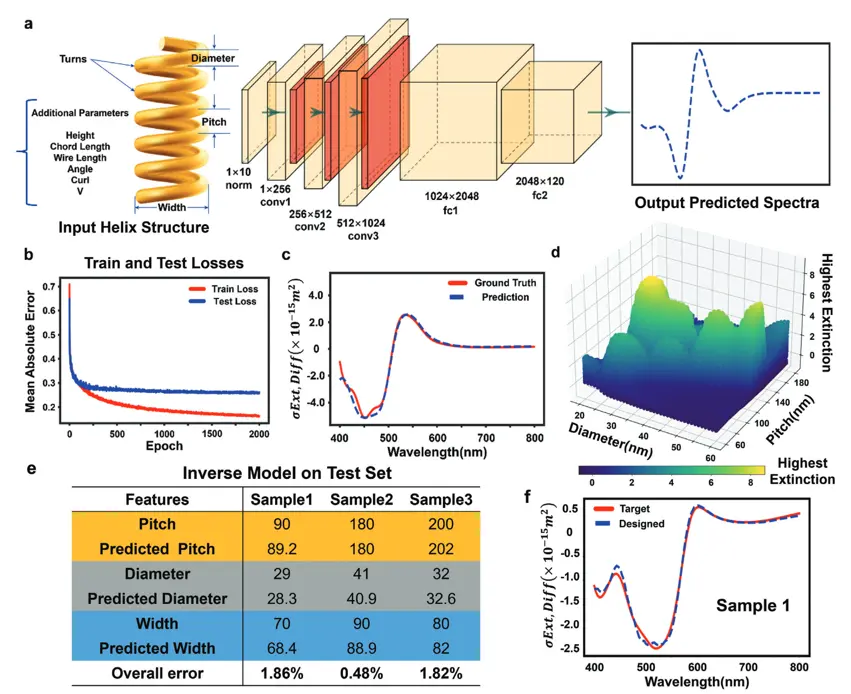 a
Turns
Diameter
Additional Parameters
Pitch
Height
Chord Length
Wire Length
Angle
Curl
V
Width
Input Helix Structure
1×10
norm
1×256
conv1
256×512
conv2
512×1024
conv3
1024×2048
fc1
2048×120
fc2
Output Predicted Spectra
b
Train and Test Losses
Train Loss
Test Loss
Mean Absolute Error
0.7
0.6
0.5
0.4
0.3
0.2
0
250
500
750
1000
1250
1500
1750
2000
Epoch
c
Ground Truth
Prediction
σExt,Diff(× 10⁻¹⁵m²)
4.0
2.0
0
-2.0
-4.0
400
500
600
700
800
Wavelength(nm)
d
Highest Extinction
8
6
4
2
0
180
140
100
60
Pitch(nm)
20
30
40
50
60
Diameter(nm)
0
2
4
6
8
Highest
Extinction
e
Inverse Model on Test Set
Features Sample1 Sample2 Sample3
Pitch 90 180 200
Predicted Pitch 89.2 180 202
Diameter 29 41 32
Predicted Diameter 28.3 40.9 32.6
Width 70 90 80
Predicted Width 68.4 88.9 82
Overall error 1.86% 0.48% 1.82%
f
Target
Designed
σExt,Diff(× 10⁻¹⁵m²)
0.5
0
-0.5
-1.0
-1.5
-2.0
-2.5
Sample 1
400
500
600
700
800
Wavelength(nm)